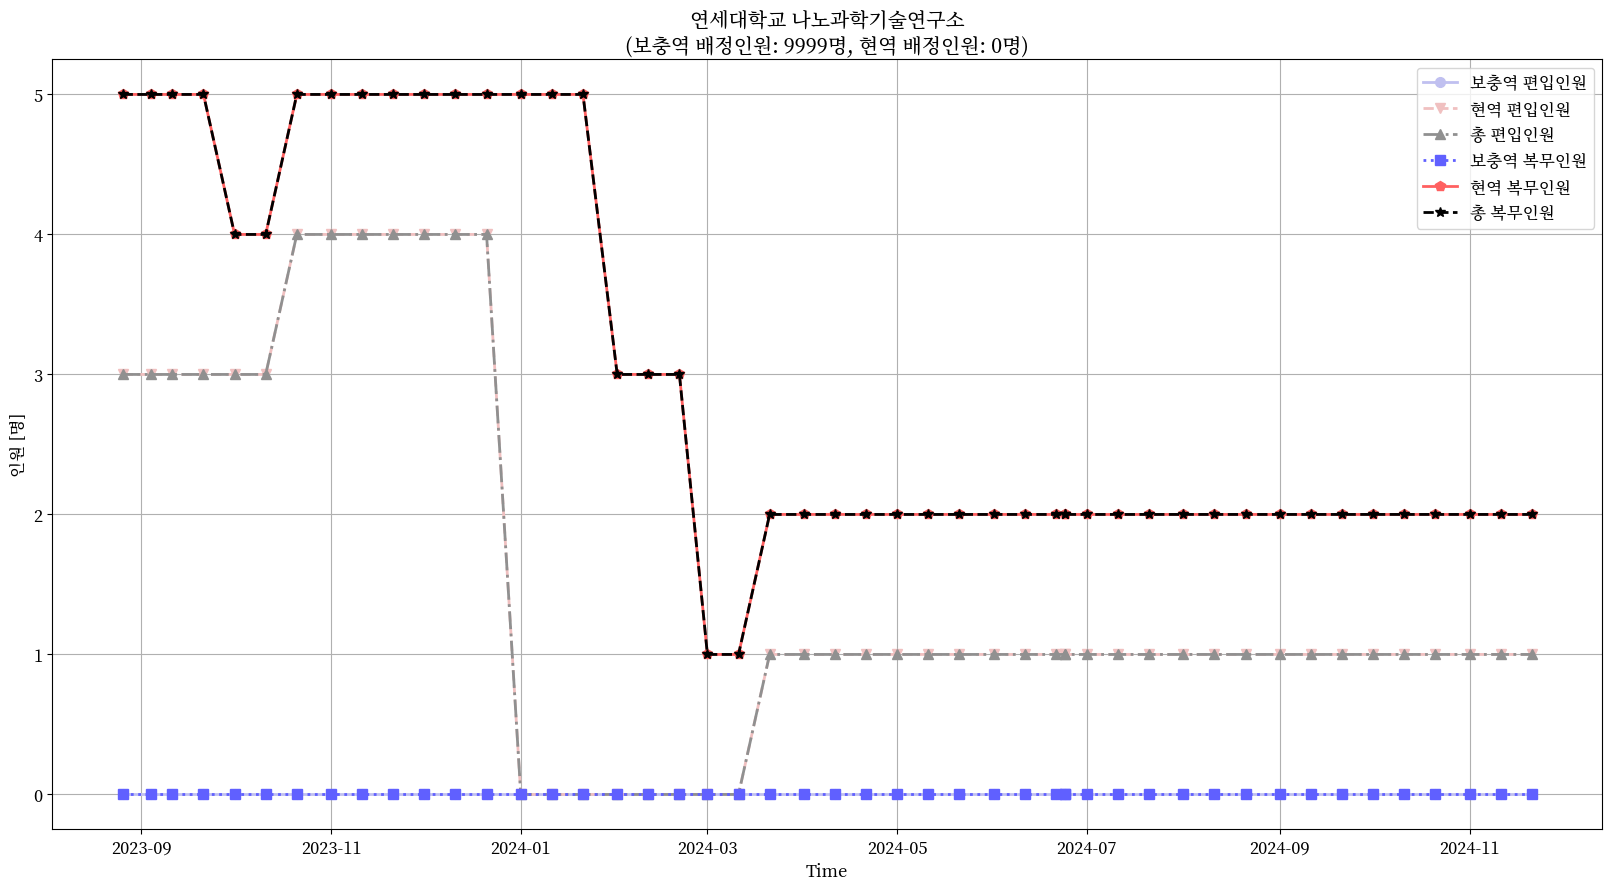 연세대학교 나노과학기술연구소
(보충역 배정인원: 9999명, 현역 배정인원: 0명)
보충역 편입인원
현역 편입인원
총 편입인원
보충역 복무인원
현역 복무인원
총 복무인원
인원 [명]
5
4
3
2
1
0
2023-09 2023-11 2024-01 2024-03 2024-05 2024-07 2024-09 2024-11
Time